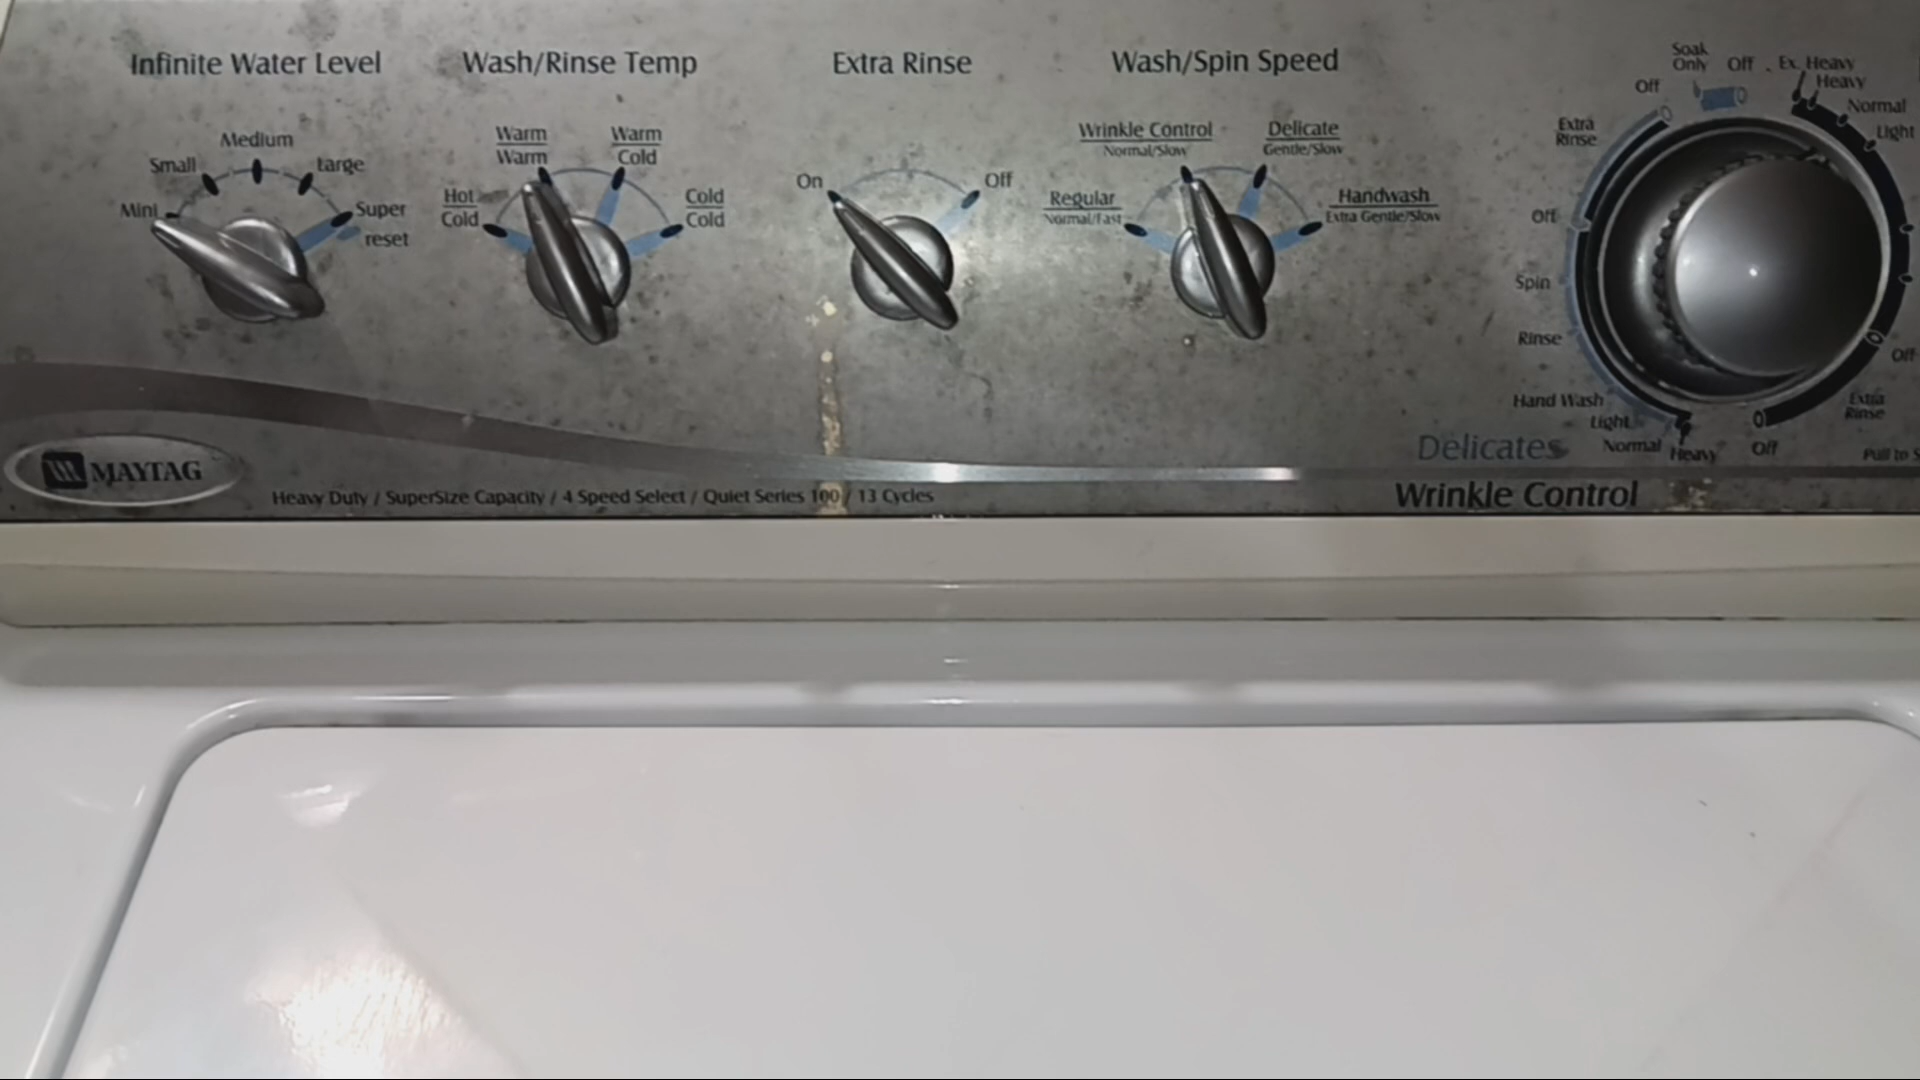 Infinite Water Level
Mini
Small
Medium
Large
Super
reset
Wash/Rinse Temp
Hot
Cold
Warm
Warm
Warm
Cold
Cold
Cold
Extra Rinse
On
Off
Wash/Spin Speed
Regular
Normal/Fast
Wrinkle Control
Normal/Slow
Delicate
Gentle/Slow
Handwash
Extra Gentle/Slow
Soak
Only
Off
Ex. Heavy
Heavy
Normal
Light
Off
Extra
Rinse
Off
Extra
Rinse
Off
Spin
Rinse
Hand Wash
Light
Normal
Heavy
Off
Pull to
Delicates
Wrinkle Control
MAYTAG
Heavy Duty / SuperSize Capacity / 4 Speed Select / Quiet Series 100 / 13 Cycles